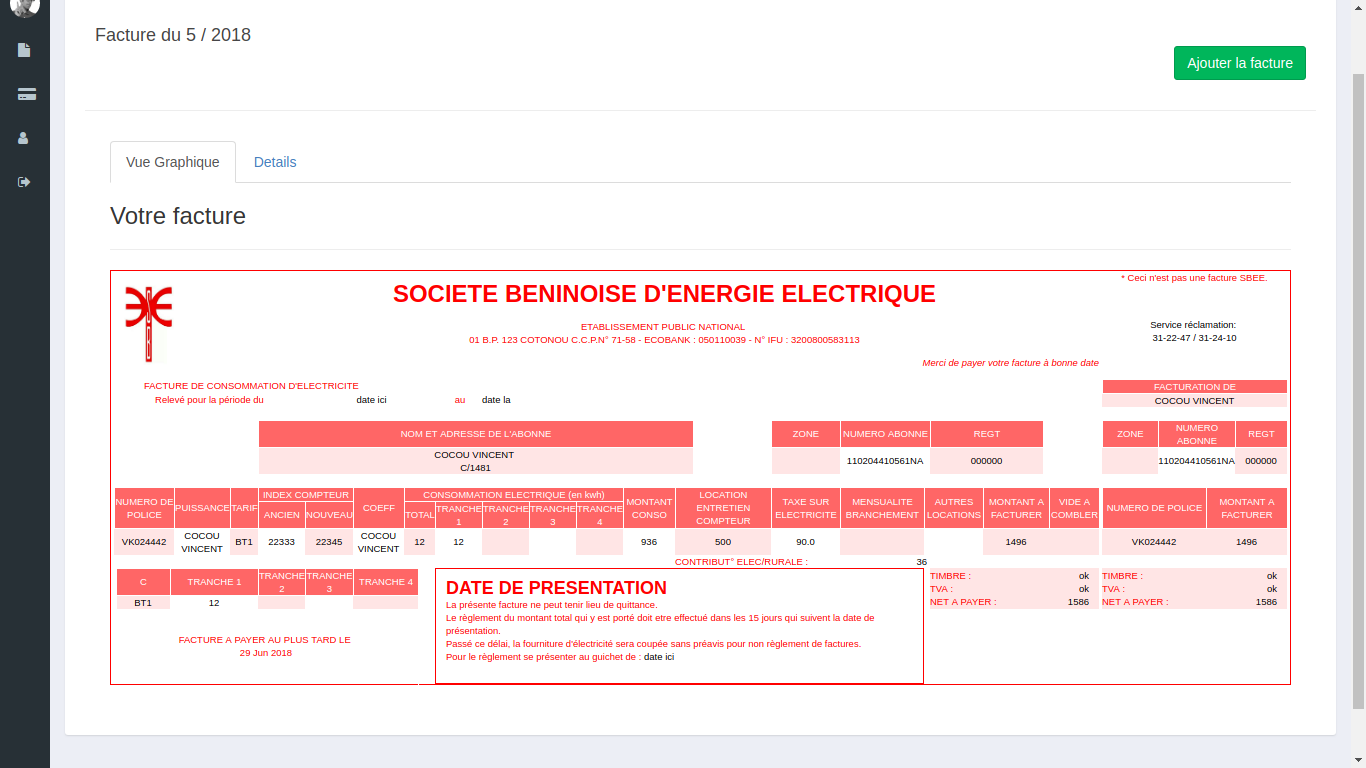 Facture du 5 / 2018
Ajouter la facture
Vue Graphique Details
Votre facture
* Ceci n'est pas une facture SBEE.
SOCIETE BENINOISE D'ENERGIE ELECTRIQUE
ETABLISSEMENT PUBLIC NATIONAL
01 B.P. 123 COTONOU C.C.P.N° 71-58 - ECOBANK : 050110039 - N° IFU : 3200800583113
Service réclamation:
31-22-47 / 31-24-10
Merci de payer votre facture à bonne date
FACTURE DE CONSOMMATION D'ELECTRICITE
Relevé pour la période du date ici au date la
FACTURATION DE
COCOU VINCENT
NOM ET ADRESSE DE L'ABONNE ZONE NUMERO ABONNE REGT ZONE NUMERO ABONNE REGT
COCOU VINCENT
C/1481
110204410561NA 000000 110204410561NA 000000
NUMERO DE POLICE PUISSANCE TARIF INDEX COMPTEUR ANCIEN NOUVEAU COEFF CONSOMMATION ELECTRIQUE (en kwh) TOTAL TRANCHE 1 TRANCHE 2 TRANCHE 3 TRANCHE 4 MONTANT CONSO LOCATION ENTRETIEN COMPTEUR TAXE SUR ELECTRICITE MENSUALITE BRANCHEMENT AUTRES LOCATIONS MONTANT A FACTURER VIDE A COMBLER NUMERO DE POLICE MONTANT A FACTURER
VK024442 COCOU VINCENT BT1 22333 22345 COCOU VINCENT 12 12 936 500 90.0 1496 VK024442 1496
CONTRIBUT° ELEC/RURALE : 36
C TRANCHE 1 TRANCHE 2 TRANCHE 3 TRANCHE 4
BT1 12
FACTURE A PAYER AU PLUS TARD LE
29 Jun 2018
DATE DE PRESENTATION
La présente facture ne peut tenir lieu de quittance.
Le règlement du montant total qui y est porté doit etre effectué dans les 15 jours qui suivent la date de
présentation.
Passé ce délai, la fourniture d'électricité sera coupée sans préavis pour non règlement de factures.
Pour le règlement se présenter au guichet de : date ici
TIMBRE : ok TIMBRE : ok
TVA : ok TVA : ok
NET A PAYER : 1586 NET A PAYER : 1586